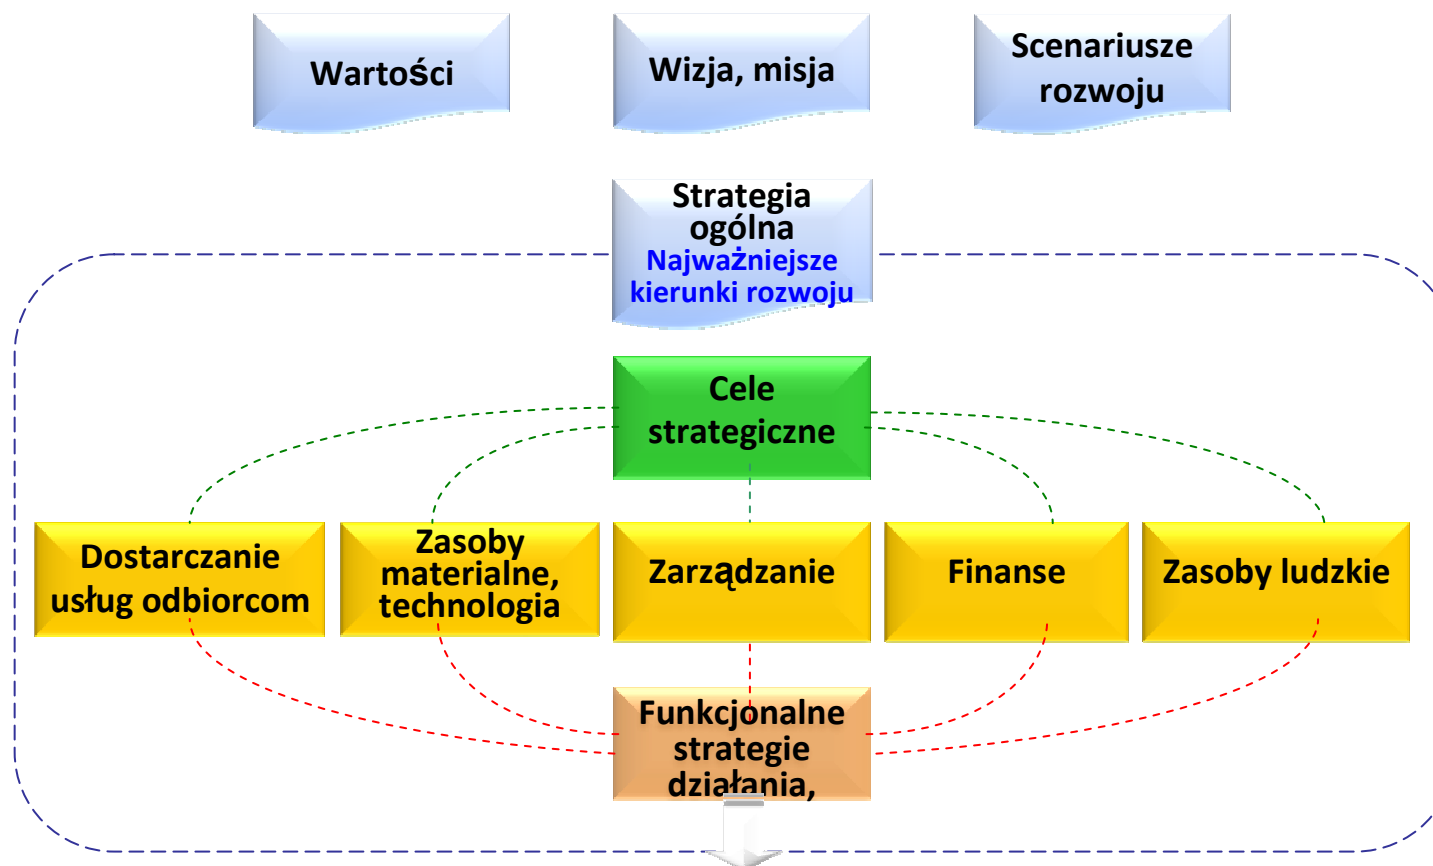 Wartości
Wizja, misja
Scenariusze
rozwoju
Strategia
ogólna
Najważniejsze
kierunki rozwoju
Cele
strategiczne
Dostarczanie
usług odbiorcom
Zasoby
materialne,
technologia
Zarządzanie
Finanse
Zasoby ludzkie
Funkcjonalne
strategie
działania,